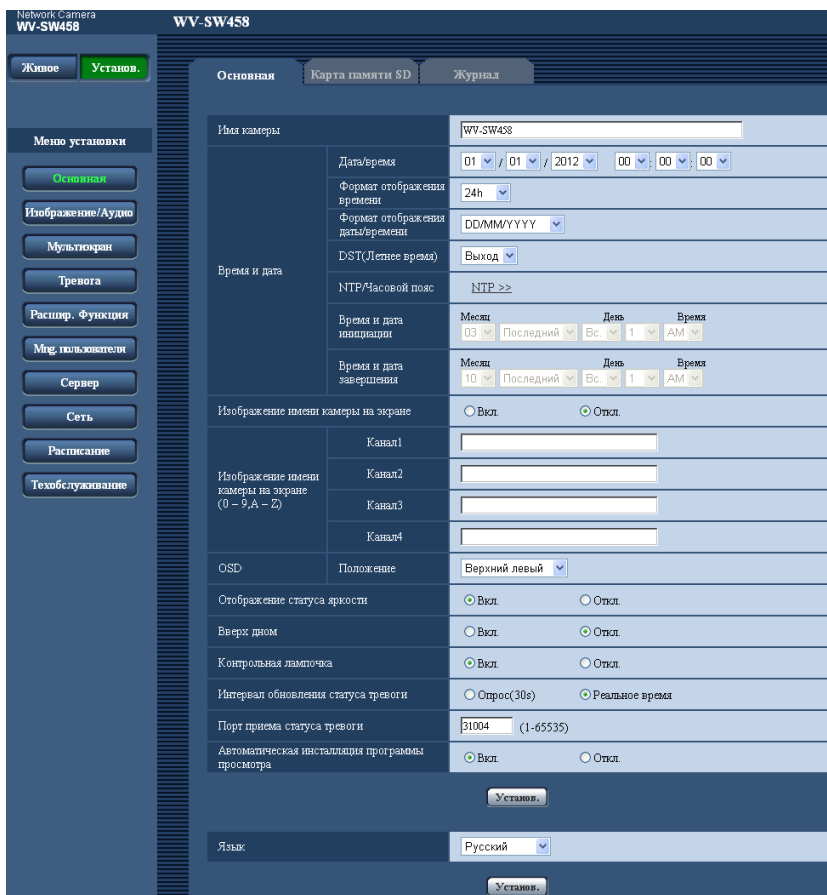 Network Camera
WV-SW458
WV-SW458
Живое
Установ.
Основная
Карта памяти SD
Журнал
Меню установки
Основная
Изображение/Аудио
Мультиэкран
Тревога
Расшир. Функция
Mng. пользователя
Сервер
Сеть
Расписание
Техобслуживание
Имя камеры
WV-SW458
Время и дата
Дата/время
01 / 01 / 2012 00 : 00 : 00
Формат отображения
времени
24h
Формат отображения
даты/времени
DD/MM/YYYY
DST(Летнее время)
Выход
NTP/Часовой пояс
NTP >>
Время и дата
инициации
Месяц День Время
03 Последний Вс. 1 AM
Время и дата
завершения
Месяц День Время
10 Последний Вс. 1 AM
Изображение имени камеры на экране
Вкл. Откл.
Изображение имени
камеры на экране
(0 – 9,A – Z)
Канал1
Канал2
Канал3
Канал4
OSD
Положение
Верхний левый
Отображение статуса яркости
Вкл. Откл.
Вверх дном
Вкл. Откл.
Контрольная лампочка
Вкл. Откл.
Интервал обновления статуса тревоги
Опрос(30s) Реальное время
Порт приема статуса тревоги
31004 (1-65535)
Автоматическая инсталляция программы
просмотра
Вкл. Откл.
Установ.
Язык
Русский
Установ.